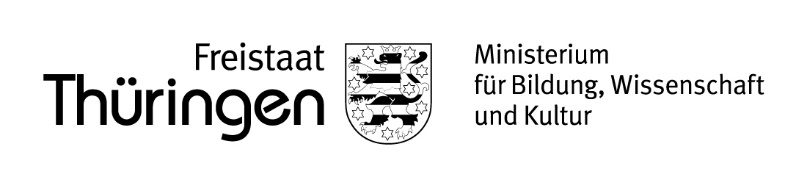 Freistaat
Thüringen
Ministerium
für Bildung, Wissenschaft
und Kultur